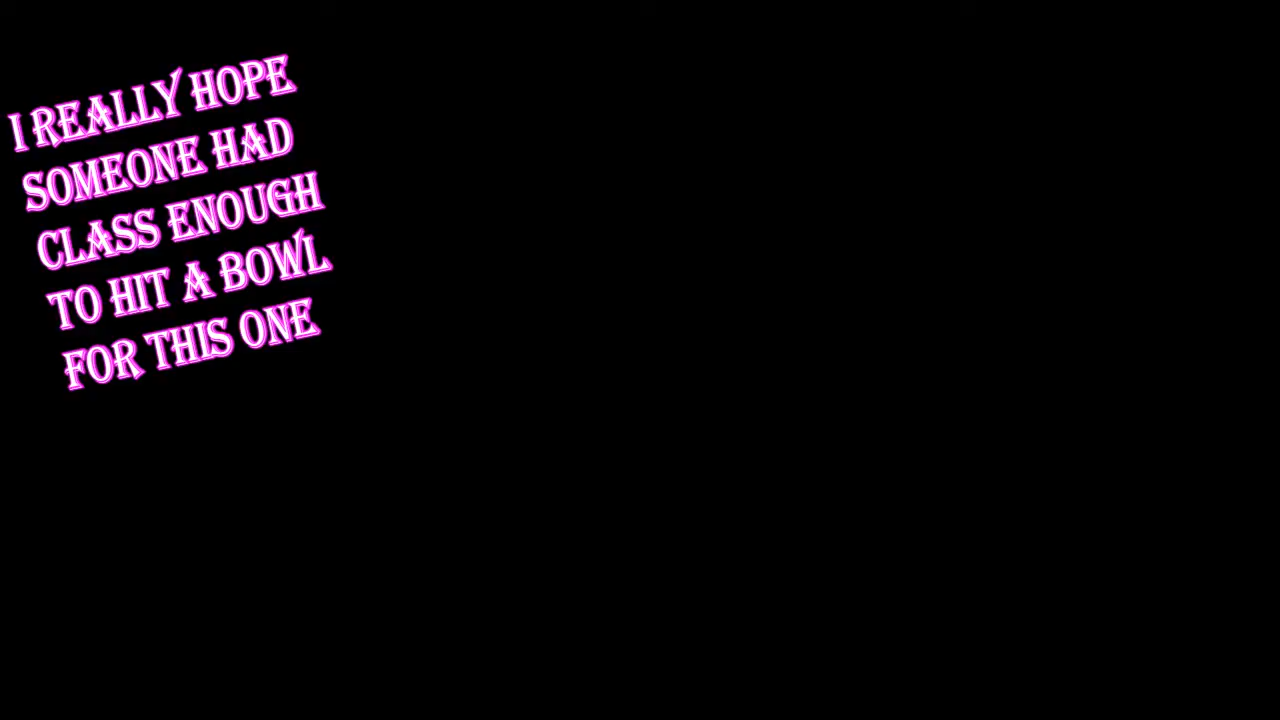 I REALLY HOPE
SOMEONE HAD
CLASS ENOUGH
TO HIT A BOWL
FOR THIS ONE